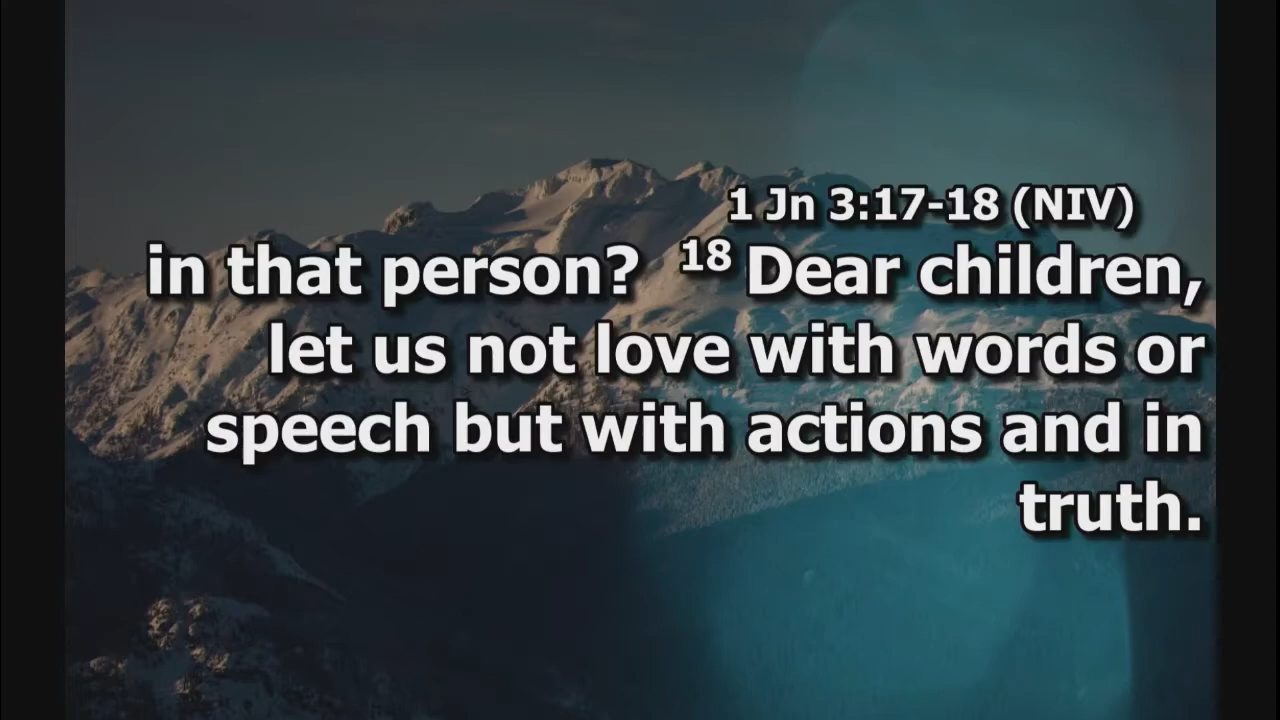 1 Jn 3:17-18 (NIV)
in that person? 18 Dear children,
let us not love with words or
speech but with actions and in
truth.